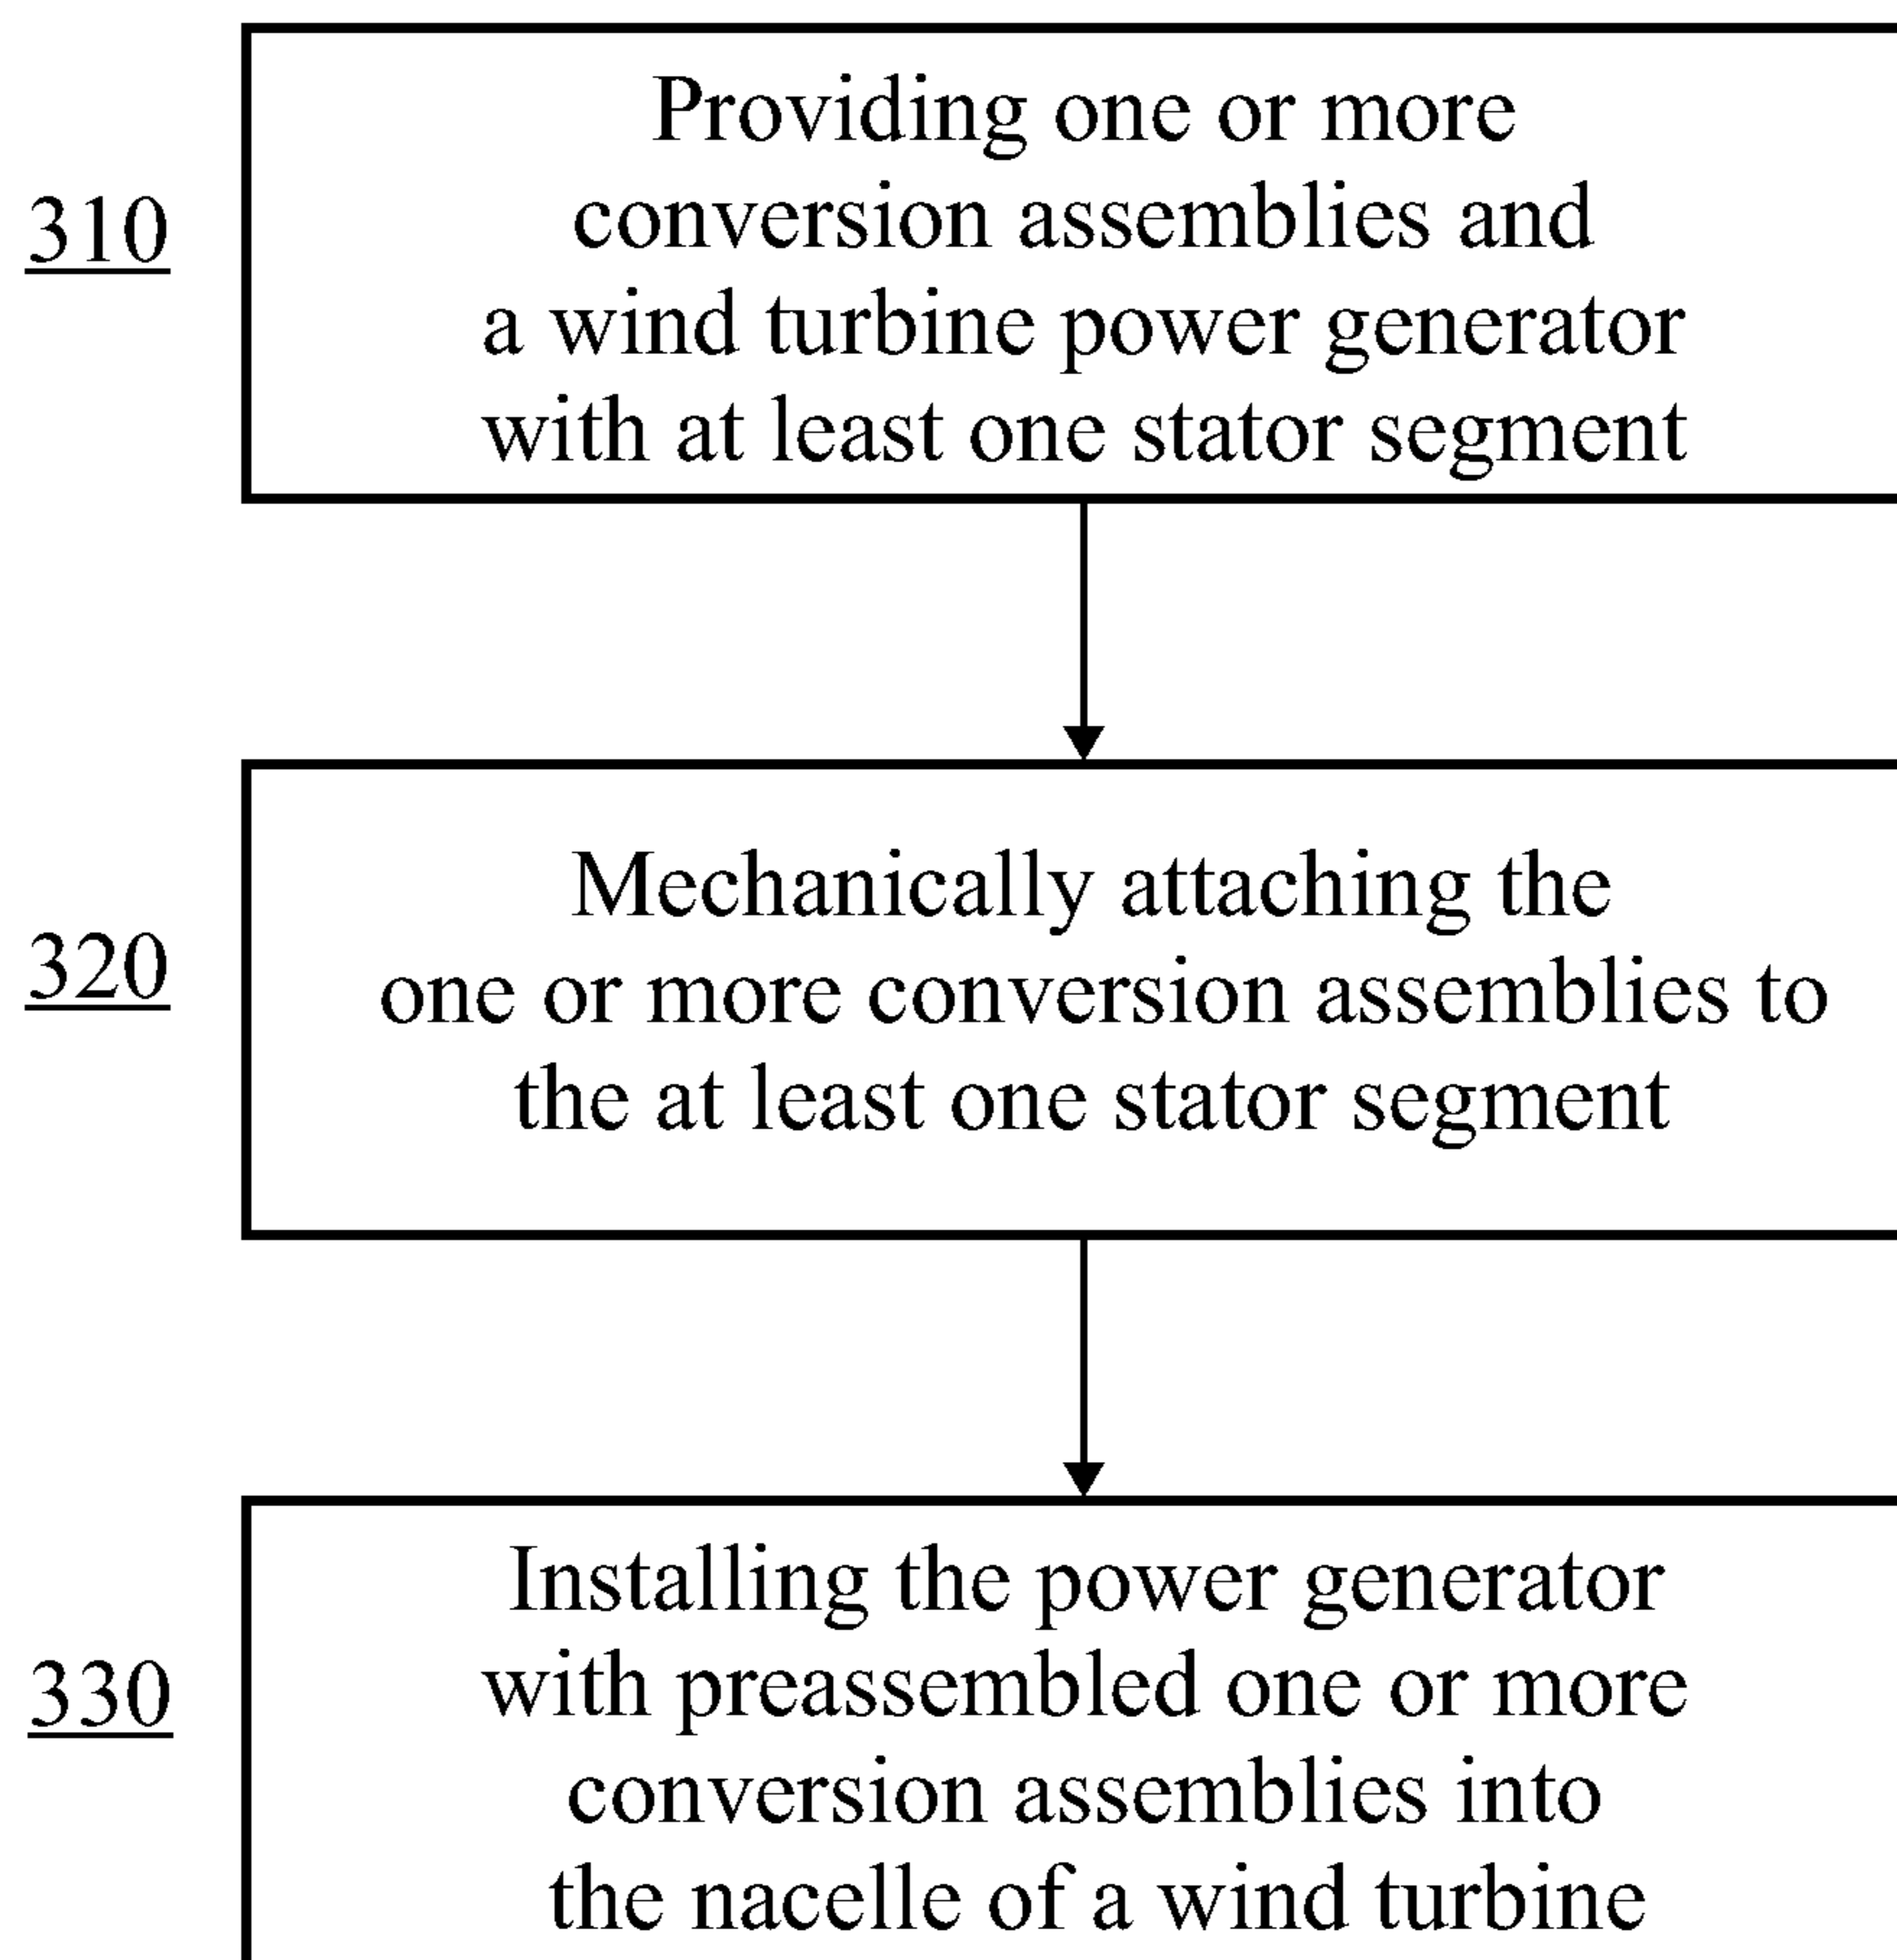 310
Providing one or more
conversion assemblies and
a wind turbine power generator
with at least one stator segment
320
Mechanically attaching the
one or more conversion assemblies to
the at least one stator segment
330
Installing the power generator
with preassembled one or more
conversion assemblies into
the nacelle of a wind turbine